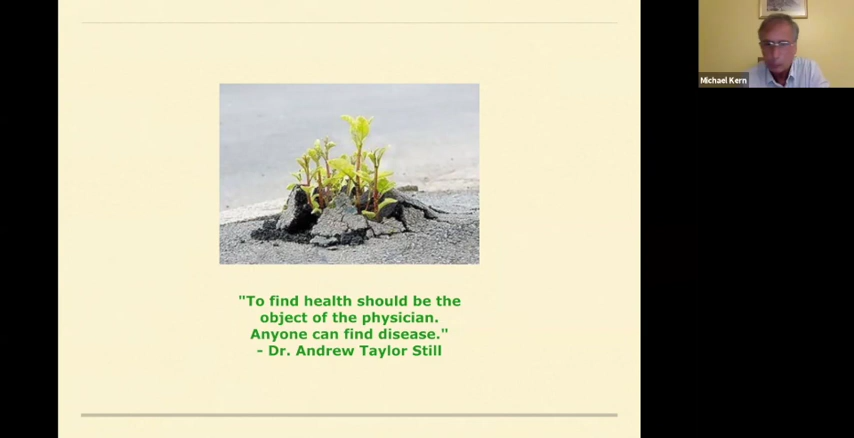 "To find health should be the
object of the physician.
Anyone can find disease."
- Dr. Andrew Taylor Still
Michael Kern